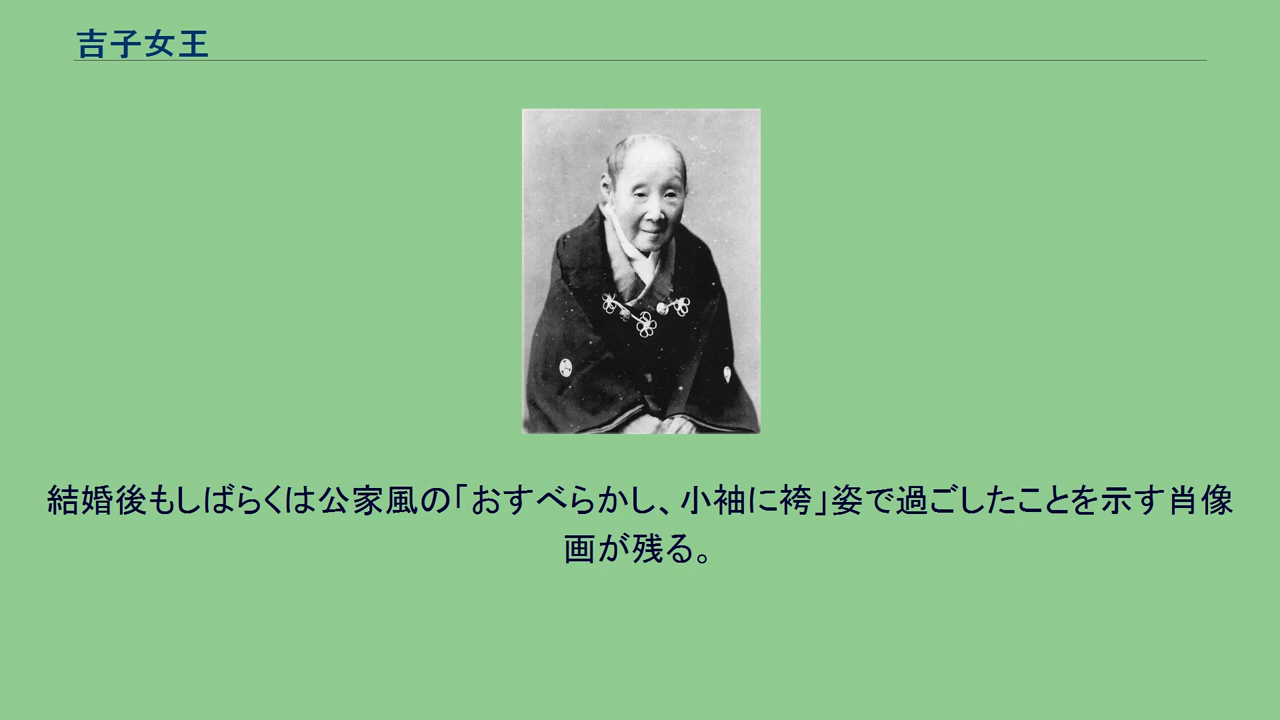 吉子女王
結婚後もしばらくは公家風の「おすべらかし、小袖に袴」姿で過ごしたことを示す肖像
画が残る。